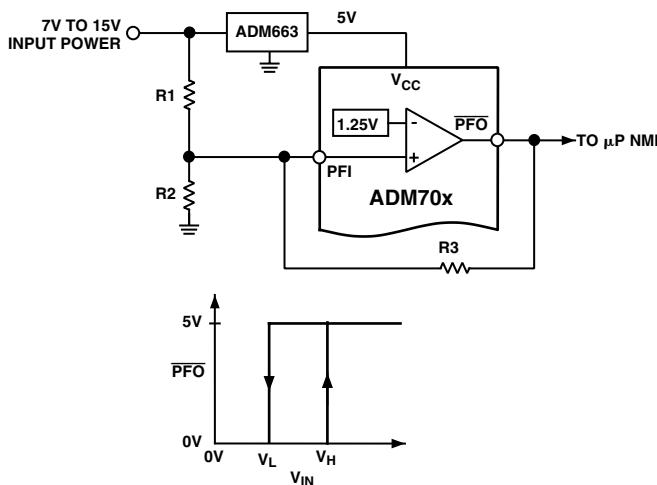 7V TO 15V
INPUT POWER
ADM663
5V
VCC
R1
1.25V
-
+
PFO
TO µP NMI
PFI
R2
ADM70x
R3
5V
PFO
0V
0V
VL
VH
VIN